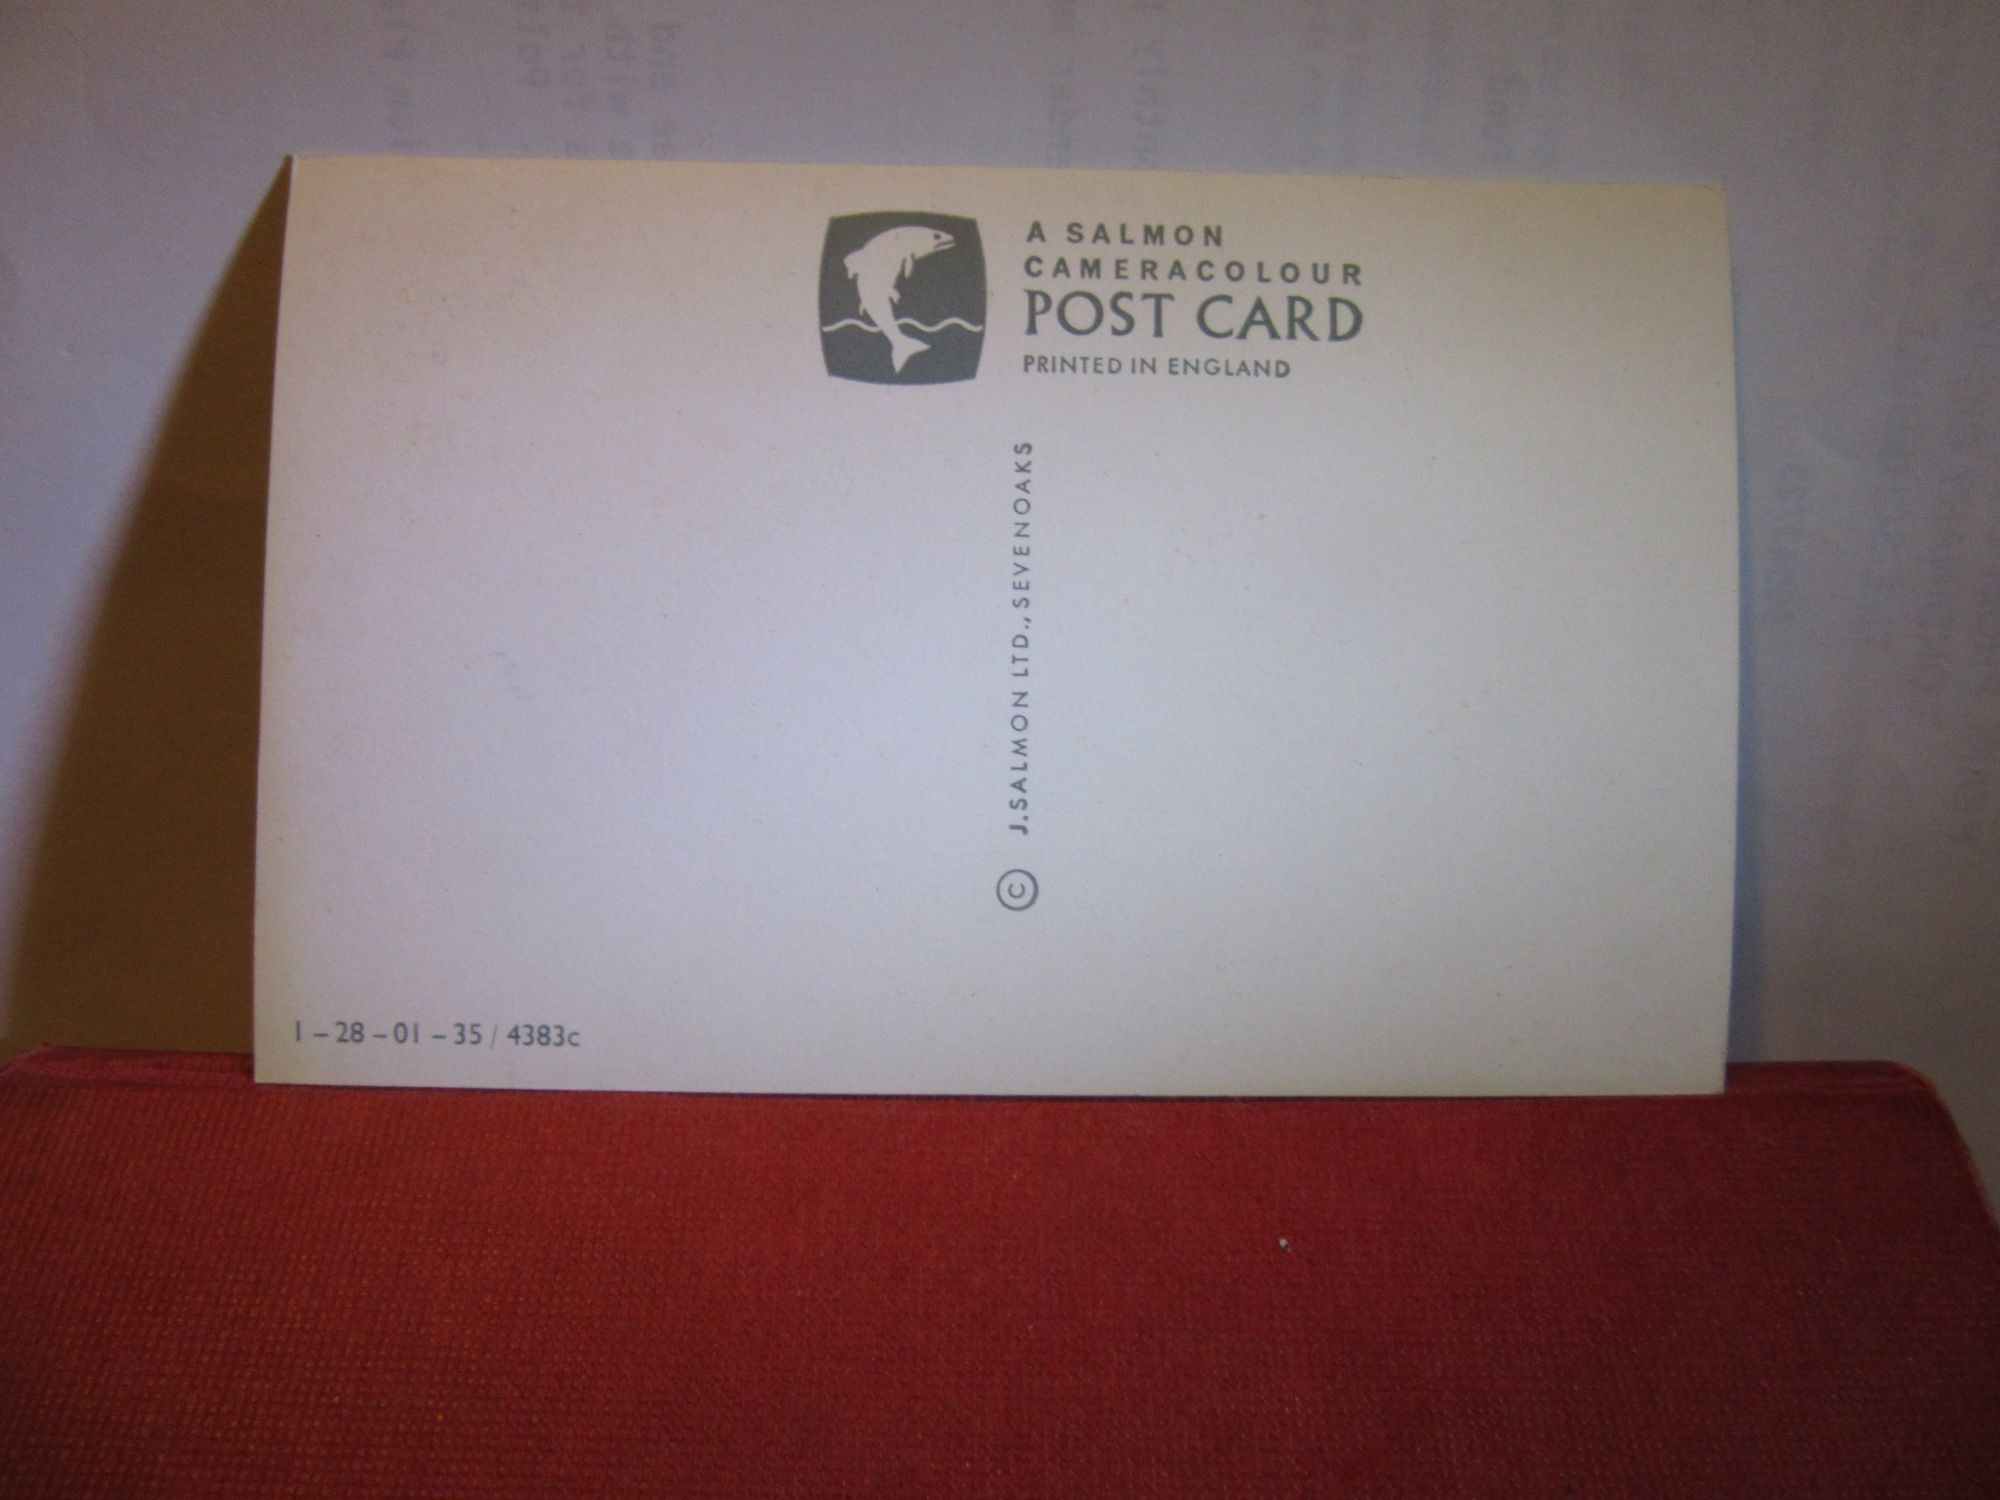 A SALMON
CAMERACOLOUR
POST CARD
PRINTED IN ENGLAND
© J. SALMON LTD., SEVENOAKS
1 – 28 – 01 – 35 / 4383c